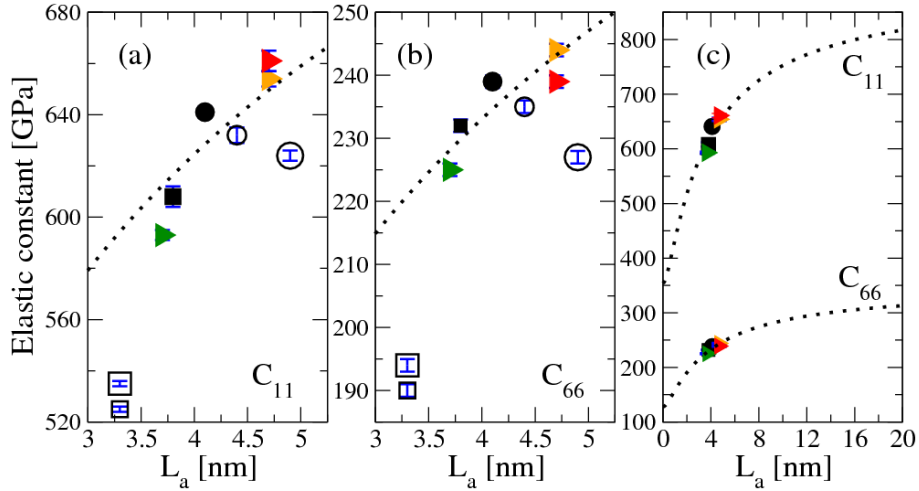 (a)
(b)
(c)
Elastic constant [GPa]
660
640
600
560
520
3 3.5 4 4.5 5
C11
La [nm]
250
240
230
220
210
200
190
3 3.5 4 4.5 5
C66
La [nm]
800
700
600
500
400
300
200
100
0 4 8 12 16 20
C11
C66
La [nm]